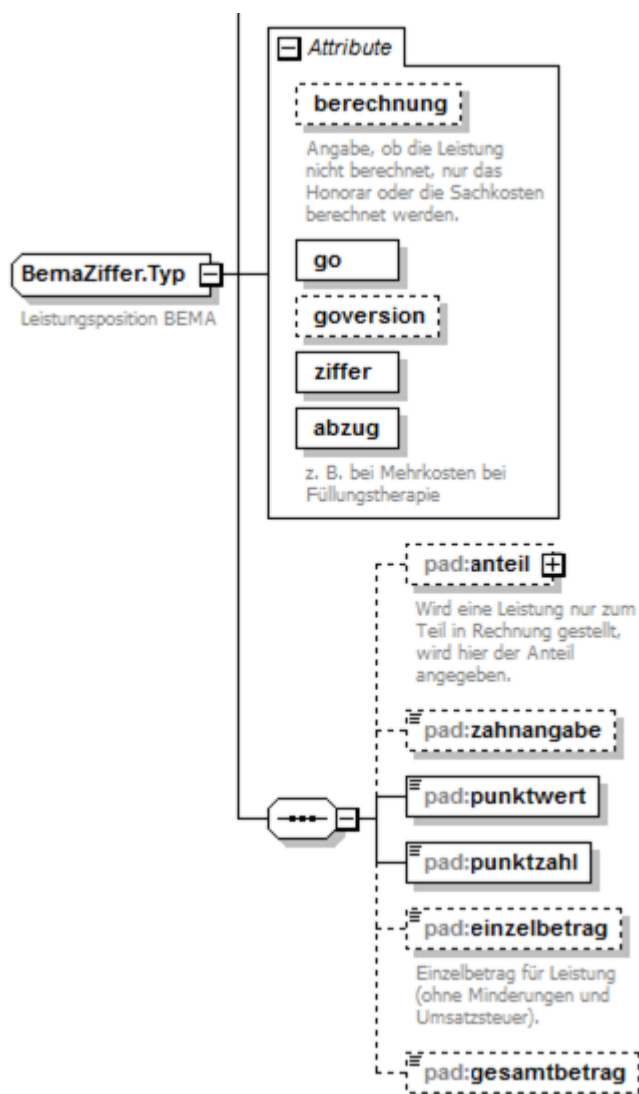 Attribute
berechnung
Angabe, ob die Leistung
nicht berechnet, nur das
Honorar oder die Sachkosten
berechnet werden.
BemaZiffer.Typ
Leistungsposition BEMA
go
goversion
ziffer
abzug
z. B. bei Mehrkosten bei
Füllungstherapie
pad:anteil
Wird eine Leistung nur zum
Teil in Rechnung gestellt,
wird hier der Anteil
angegeben.
pad:zahnangabe
pad:punktwert
pad:punktzahl
pad:einzelbetrag
Einzelbetrag für Leistung
(ohne Minderungen und
Umsatzsteuer).
pad:gesamtbetrag